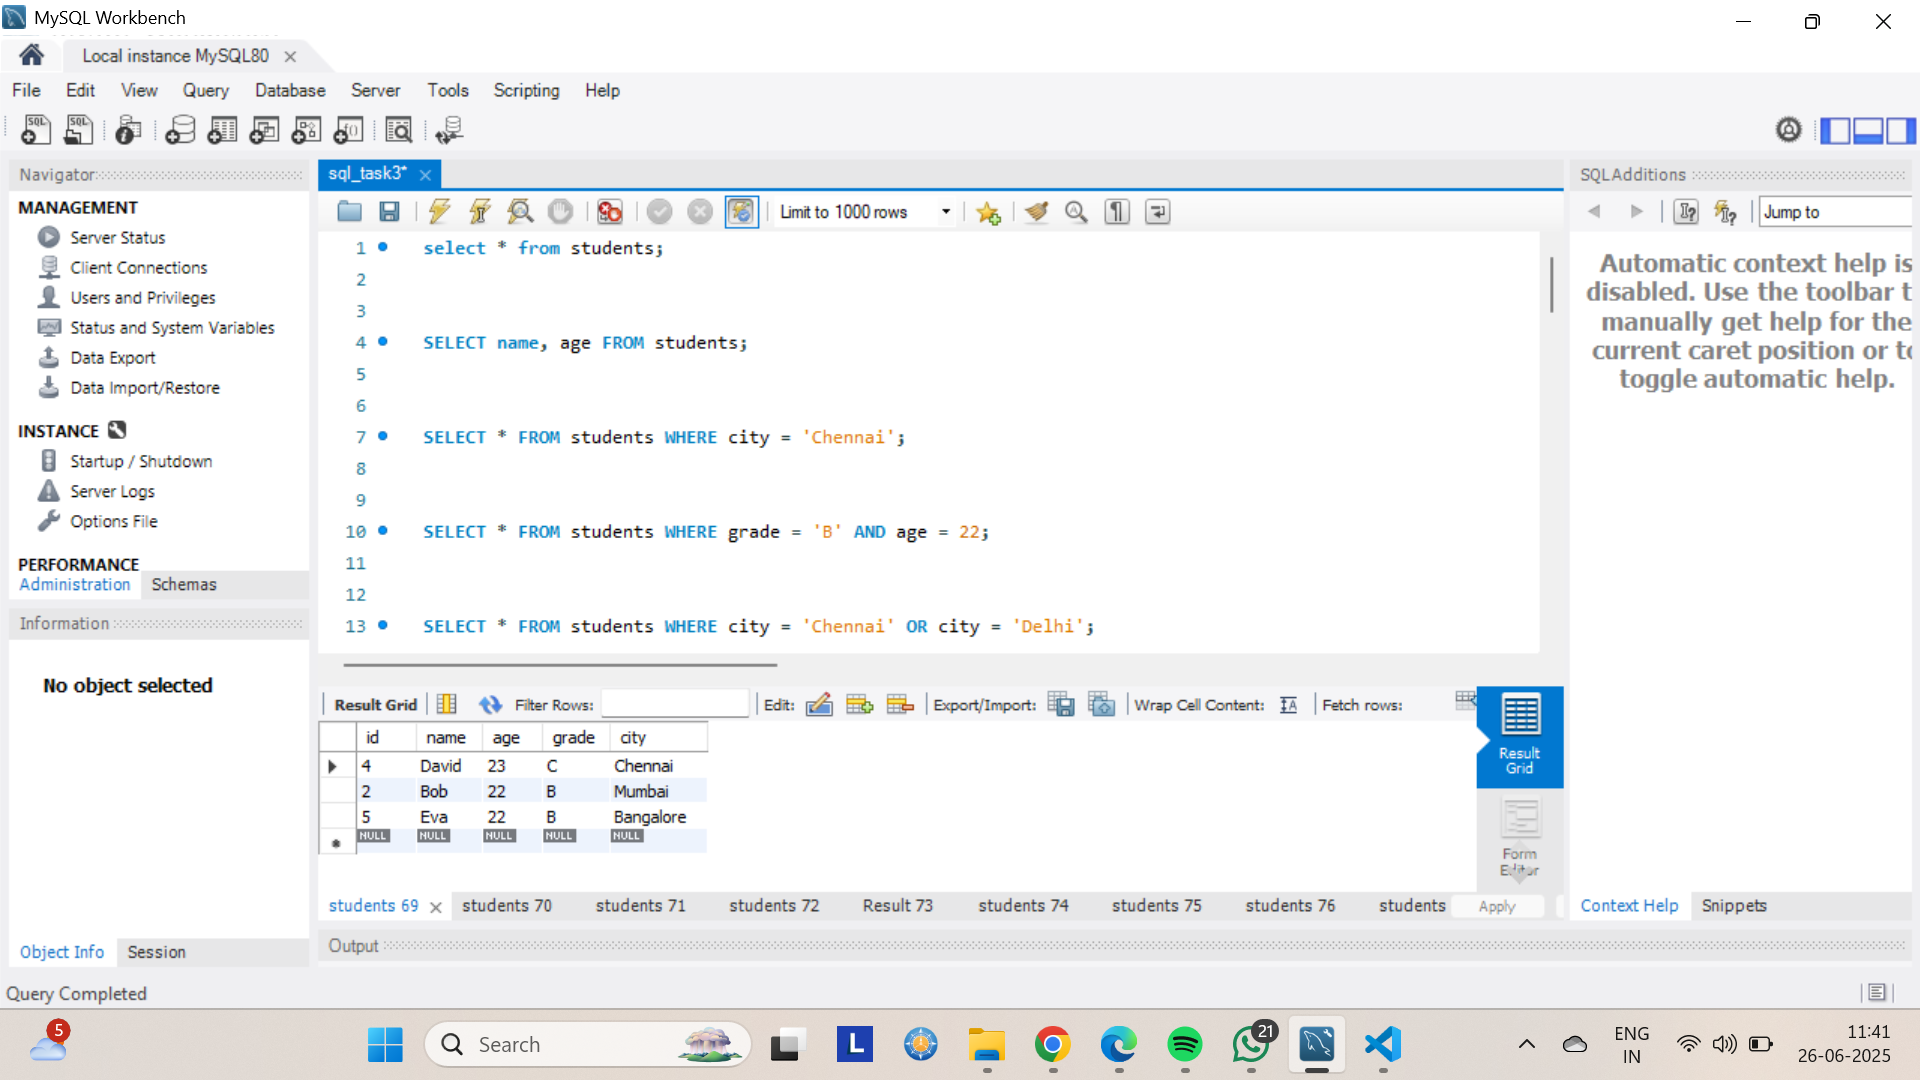 MySQL Workbench
Local instance MySQL80
File Edit View Query Database Server Tools Scripting Help
Navigator
MANAGEMENT
Server Status
Client Connections
Users and Privileges
Status and System Variables
Data Export
Data Import/Restore
INSTANCE
Startup / Shutdown
Server Logs
Options File
PERFORMANCE
Administration Schemas
Information
No object selected
Object Info Session
sql_task3*
Limit to 1000 rows
1 select * from students;
2
3
4 SELECT name, age FROM students;
5
6
7 SELECT * FROM students WHERE city = 'Chennai';
8
9
10 SELECT * FROM students WHERE grade = 'B' AND age = 22;
11
12
13 SELECT * FROM students WHERE city = 'Chennai' OR city = 'Delhi';
Result Grid Filter Rows: Edit: Export/Import: Wrap Cell Content: Fetch rows:
id name age grade city
4 David 23 C Chennai
2 Bob 22 B Mumbai
5 Eva 22 B Bangalore
NULL NULL NULL NULL NULL
Result
Grid
Form
Editor
students 69 students 70 students 71 students 72 Result 73 students 74 students 75 students 76 students Apply
Output
SQLAdditions
Jump to
Automatic context help is
disabled. Use the toolbar t
manually get help for the
current caret position or to
toggle automatic help.
Context Help Snippets
Query Completed
5
Search
L
21
ENG
IN
11:41
26-06-2025